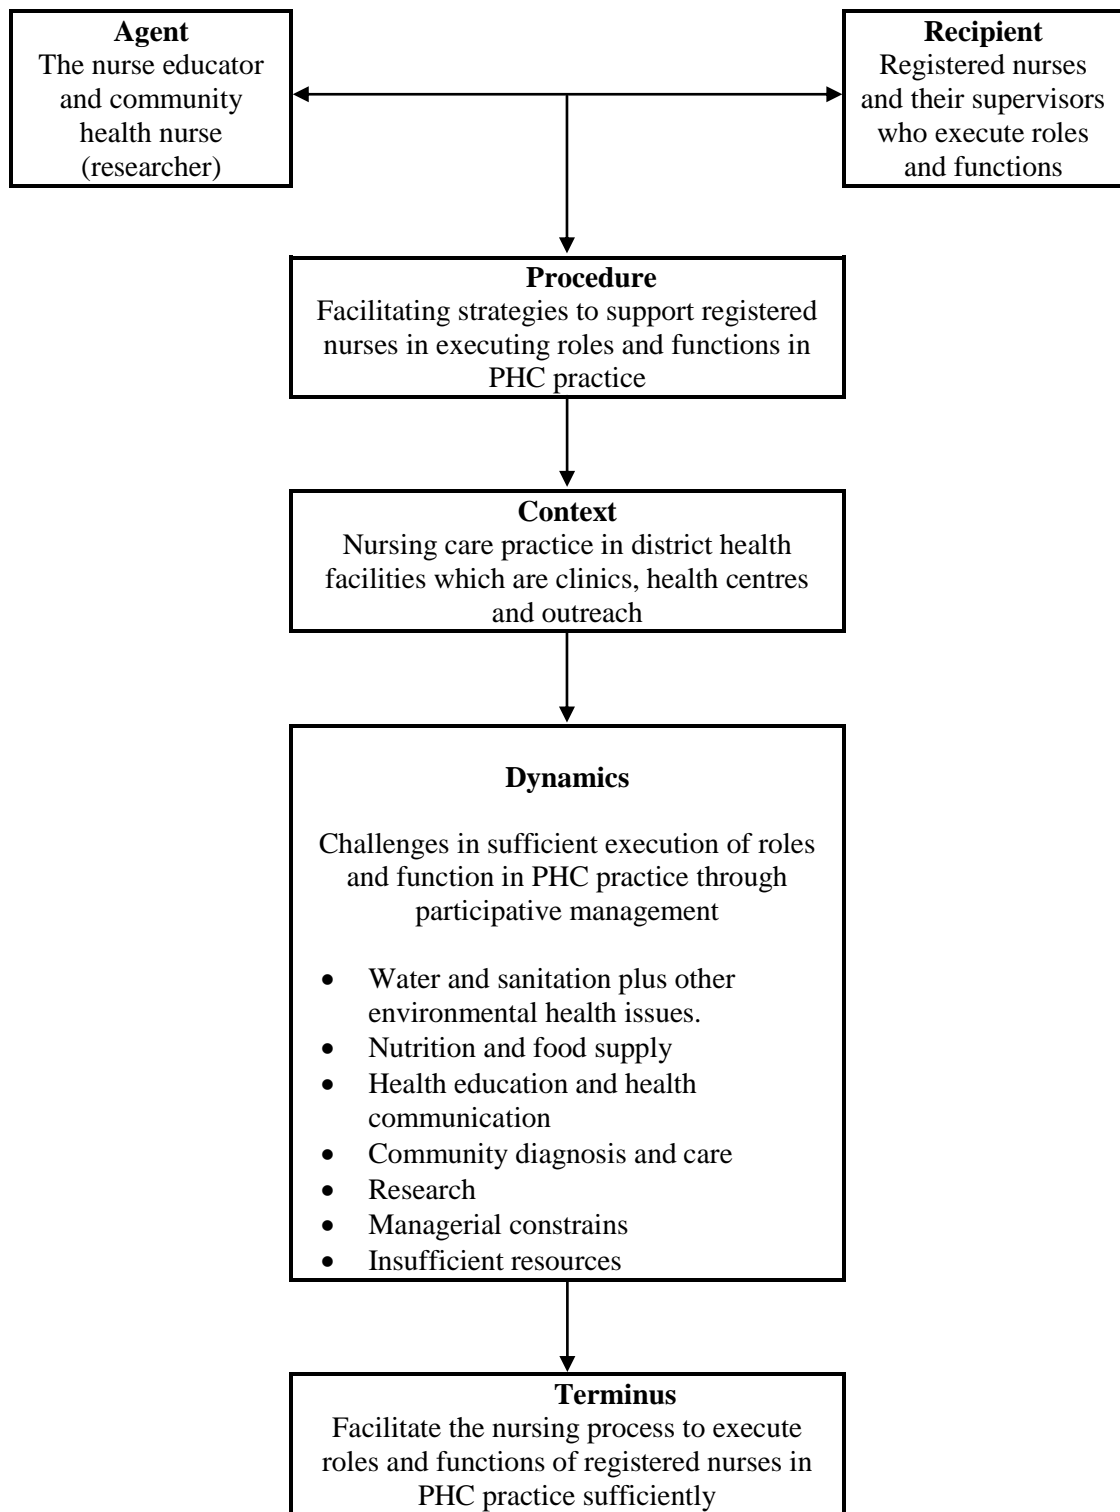 Agent
The nurse educator
and community
health nurse
(researcher)
Recipient
Registered nurses
and their supervisors
who execute roles
and functions
Procedure
Facilitating strategies to support registered
nurses in executing roles and functions in
PHC practice
Context
Nursing care practice in district health
facilities which are clinics, health centres
and outreach
Dynamics
Challenges in sufficient execution of roles
and function in PHC practice through
participative management
• Water and sanitation plus other
environmental health issues.
• Nutrition and food supply
• Health education and health
communication
• Community diagnosis and care
• Research
• Managerial constrains
• Insufficient resources
Terminus
Facilitate the nursing process to execute
roles and functions of registered nurses in
PHC practice sufficiently